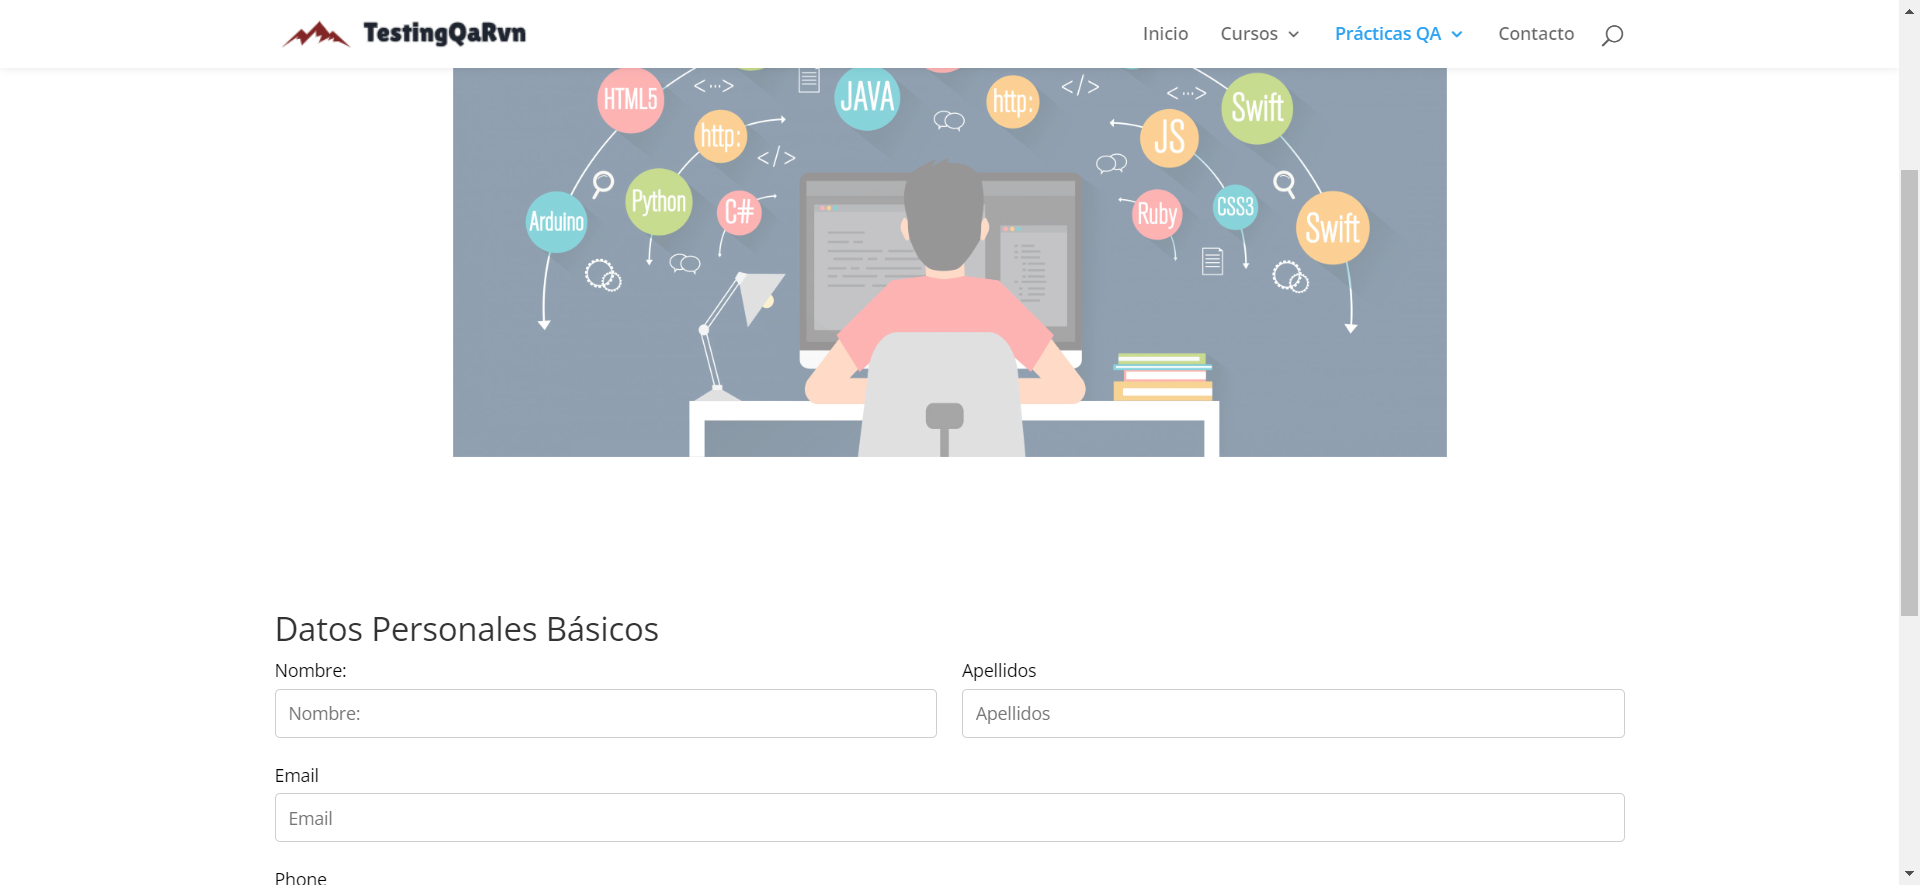 TestingQaRvn
Inicio
Cursos
Prácticas QA
Contacto
HTML5
<···>
JAVA
http:
</>
<···>
Swift
http:
</>
JS
Arduino
Python
C#
Ruby
CSS3
Swift
Datos Personales Básicos
Nombre:
Apellidos
Nombre:
Apellidos
Email
Email
Phone